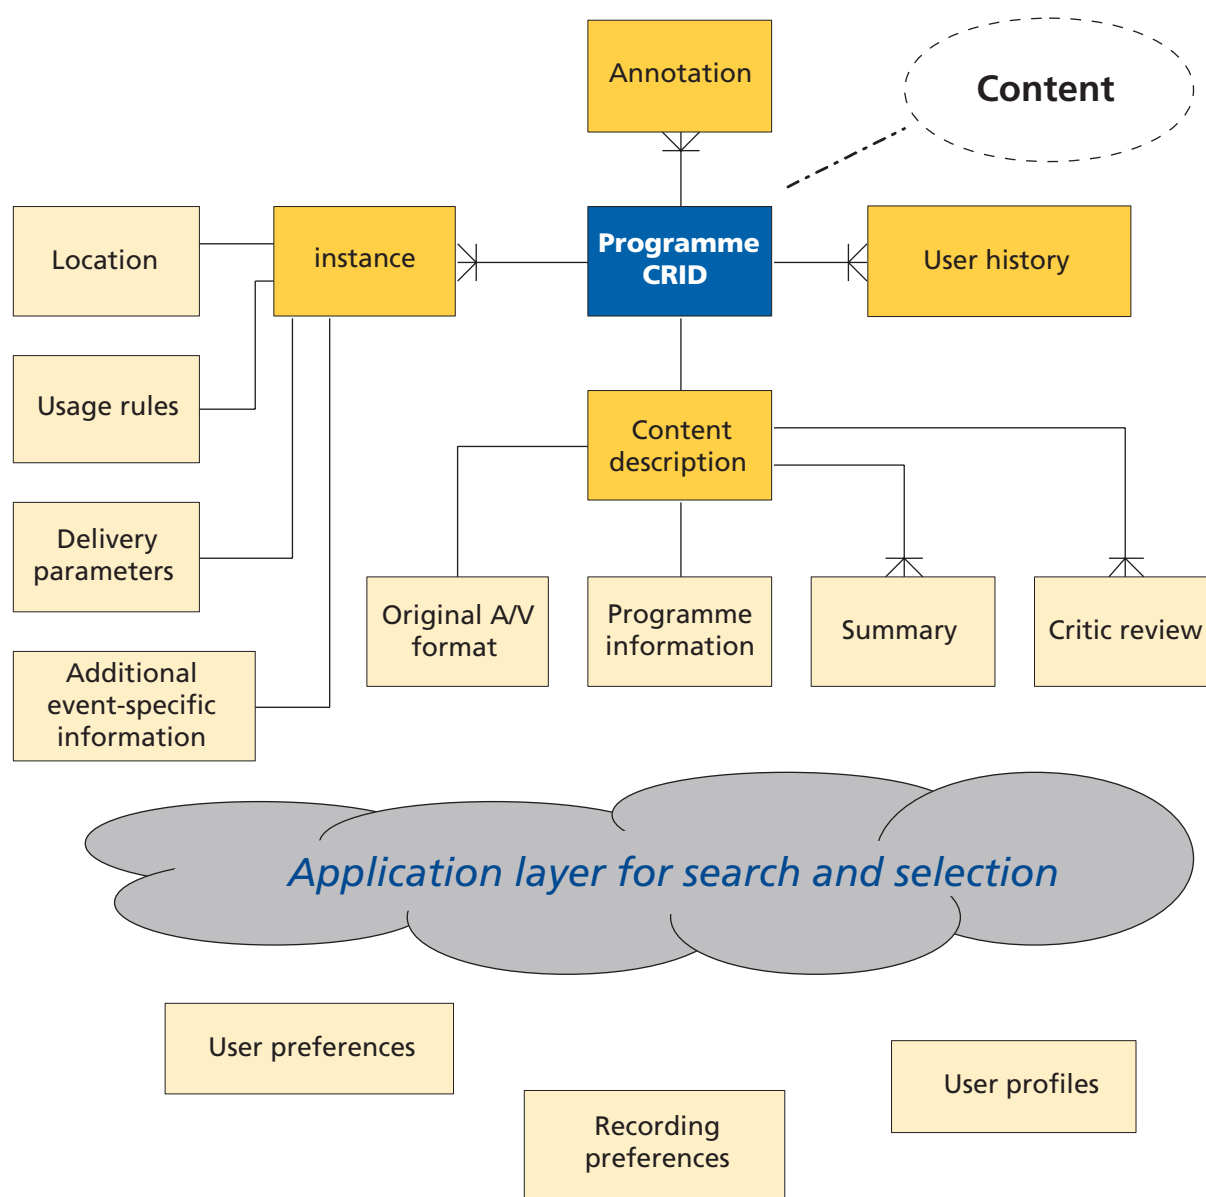 Annotation
Content
Location
instance
Programme
CRID
User history
Usage rules
Content
description
Delivery
parameters
Original A/V
format
Programme
information
Summary
Critic review
Additional
event-specific
information
Application layer for search and selection
User preferences
User profiles
Recording
preferences